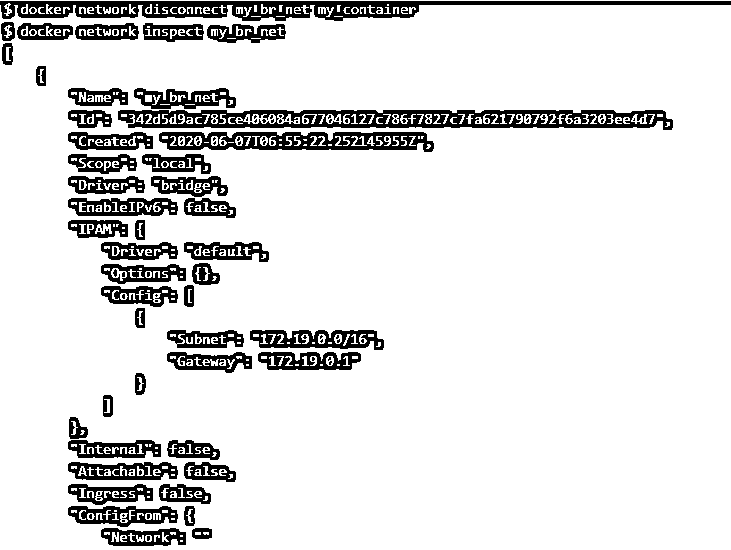 $ docker network disconnect my_br_net my_container
$ docker network inspect my_br_net
[
{
"Name": "my_br_net",
"Id": "342d5d9ac785ce406084a677046127c786f7827c7fa621790792f6a3203ee4d7",
"Created": "2020-06-07T06:55:22.252145955Z",
"Scope": "local",
"Driver": "bridge",
"EnableIPv6": false,
"IPAM": {
"Driver": "default",
"Options": {},
"Config": [
{
"Subnet": "172.19.0.0/16",
"Gateway": "172.19.0.1"
}
]
},
"Internal": false,
"Attachable": false,
"Ingress": false,
"ConfigFrom": {
"Network": ""